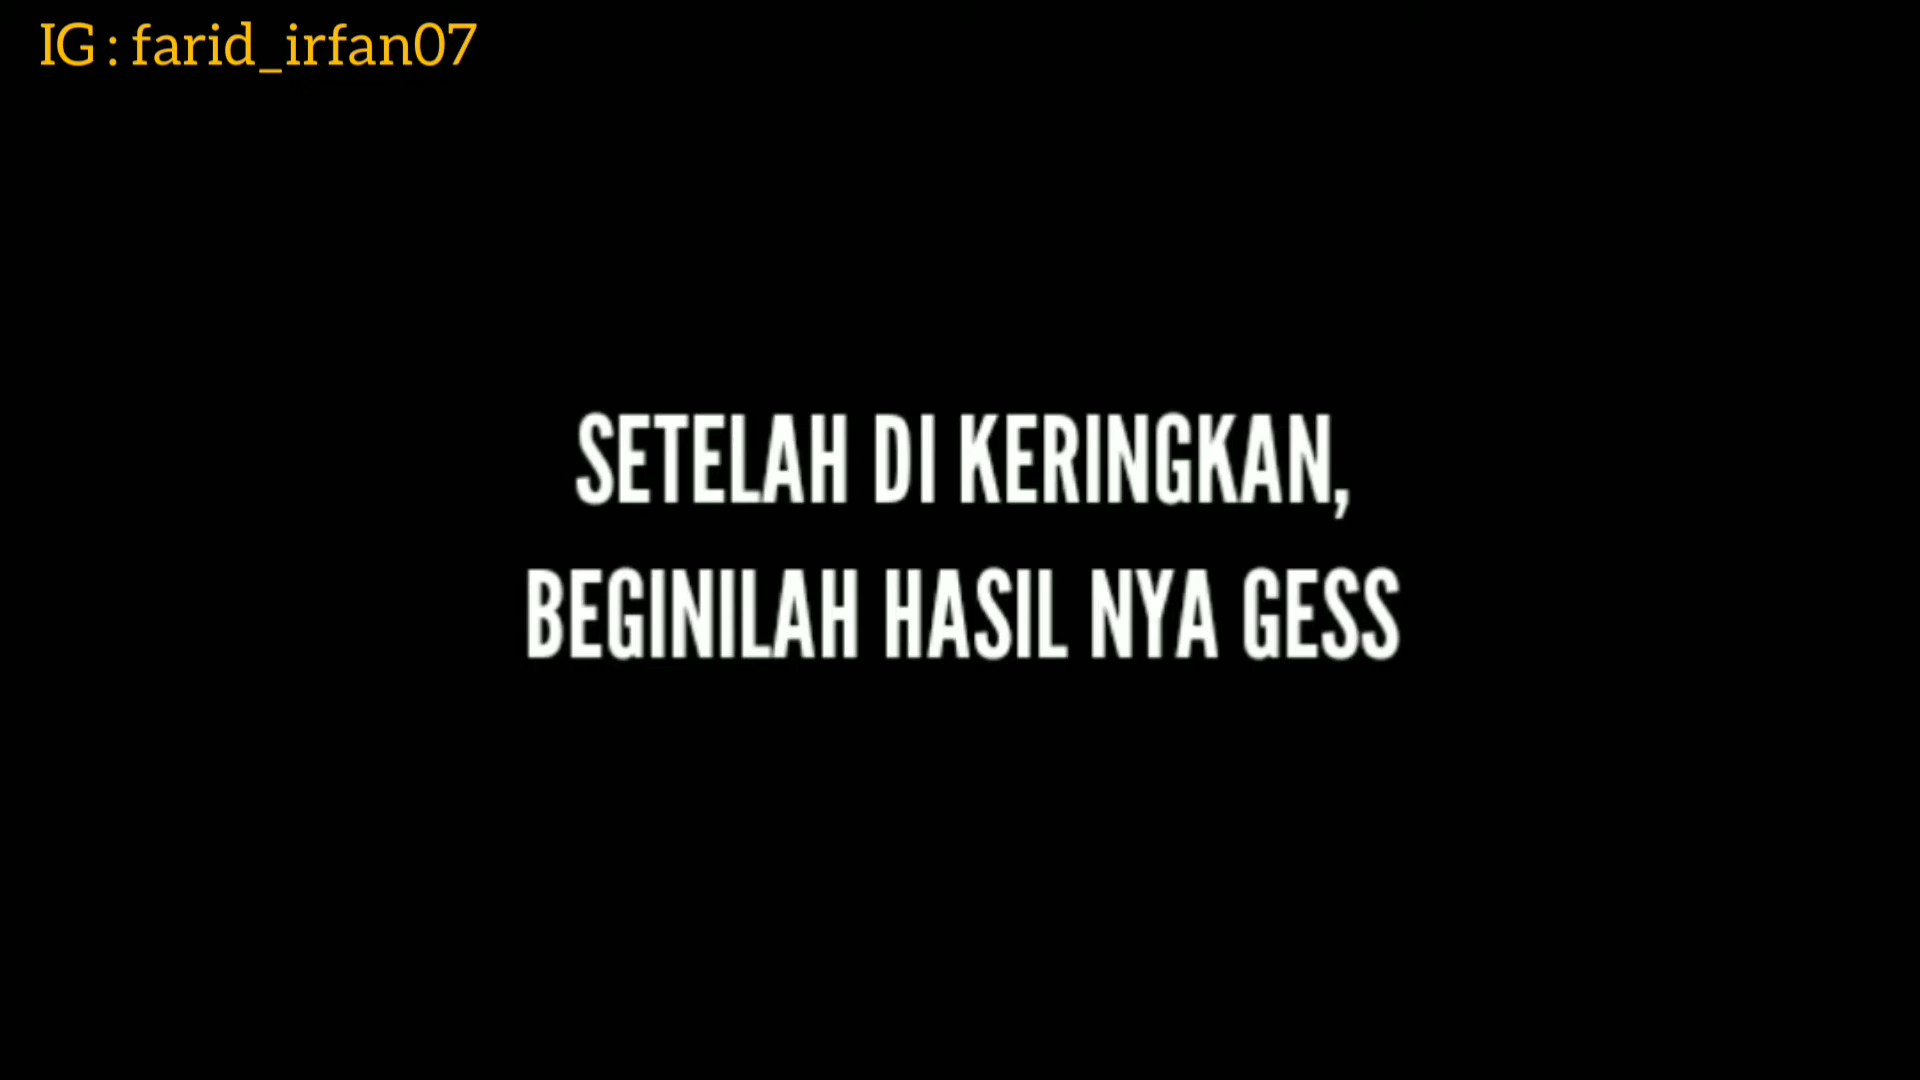 IG : farid_irfan07
SETELAH DI KERINGKAN,
BEGINILAH HASIL NYA GESS